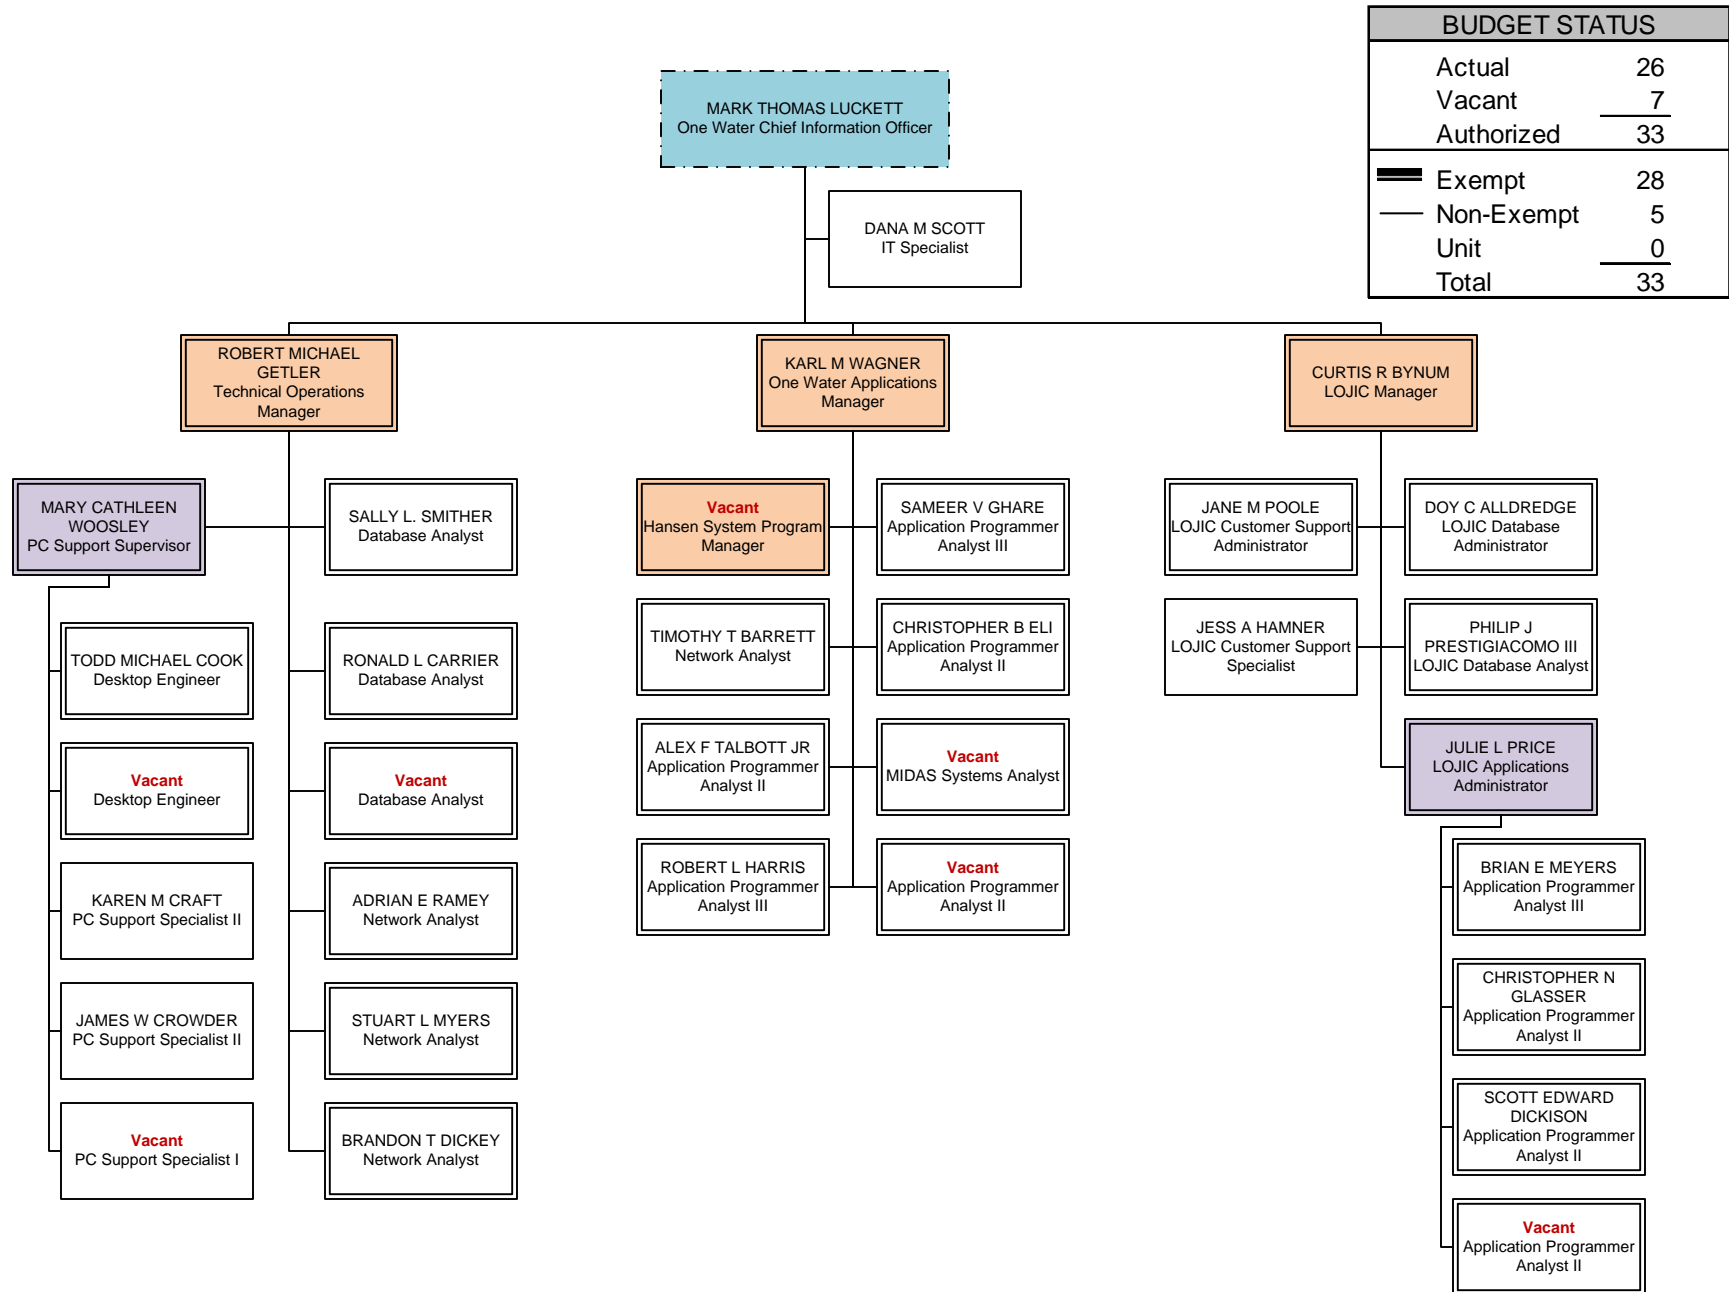 BUDGET STATUS
Actual 26
Vacant 7
Authorized 33
Exempt 28
Non-Exempt 5
Unit 0
Total 33
MARK THOMAS LUCKETT
One Water Chief Information Officer
DANA M SCOTT
IT Specialist
ROBERT MICHAEL
GETLER
Technical Operations
Manager
KARL M WAGNER
One Water Applications
Manager
CURTIS R BYNUM
LOJIC Manager
MARY CATHLEEN
WOOSLEY
PC Support Supervisor
SALLY L. SMITHER
Database Analyst
TODD MICHAEL COOK
Desktop Engineer
RONALD L CARRIER
Database Analyst
Vacant
Desktop Engineer
Vacant
Database Analyst
KAREN M CRAFT
PC Support Specialist II
ADRIAN E RAMEY
Network Analyst
JAMES W CROWDER
PC Support Specialist II
STUART L MYERS
Network Analyst
Vacant
PC Support Specialist I
BRANDON T DICKEY
Network Analyst
Vacant
Hansen System Program
Manager
SAMEER V GHARE
Application Programmer
Analyst III
TIMOTHY T BARRETT
Network Analyst
CHRISTOPHER B ELI
Application Programmer
Analyst II
ALEX F TALBOTT JR
Application Programmer
Analyst II
Vacant
MIDAS Systems Analyst
ROBERT L HARRIS
Application Programmer
Analyst III
Vacant
Application Programmer
Analyst II
JANE M POOLE
LOJIC Customer Support
Administrator
DOY C ALLDREDGE
LOJIC Database
Administrator
JESS A HAMNER
LOJIC Customer Support
Specialist
PHILIP J
PRESTIGIACOMO III
LOJIC Database Analyst
JULIE L PRICE
LOJIC Applications
Administrator
BRIAN E MEYERS
Application Programmer
Analyst III
CHRISTOPHER N
GLASSER
Application Programmer
Analyst II
SCOTT EDWARD
DICKISON
Application Programmer
Analyst II
Vacant
Application Programmer
Analyst II